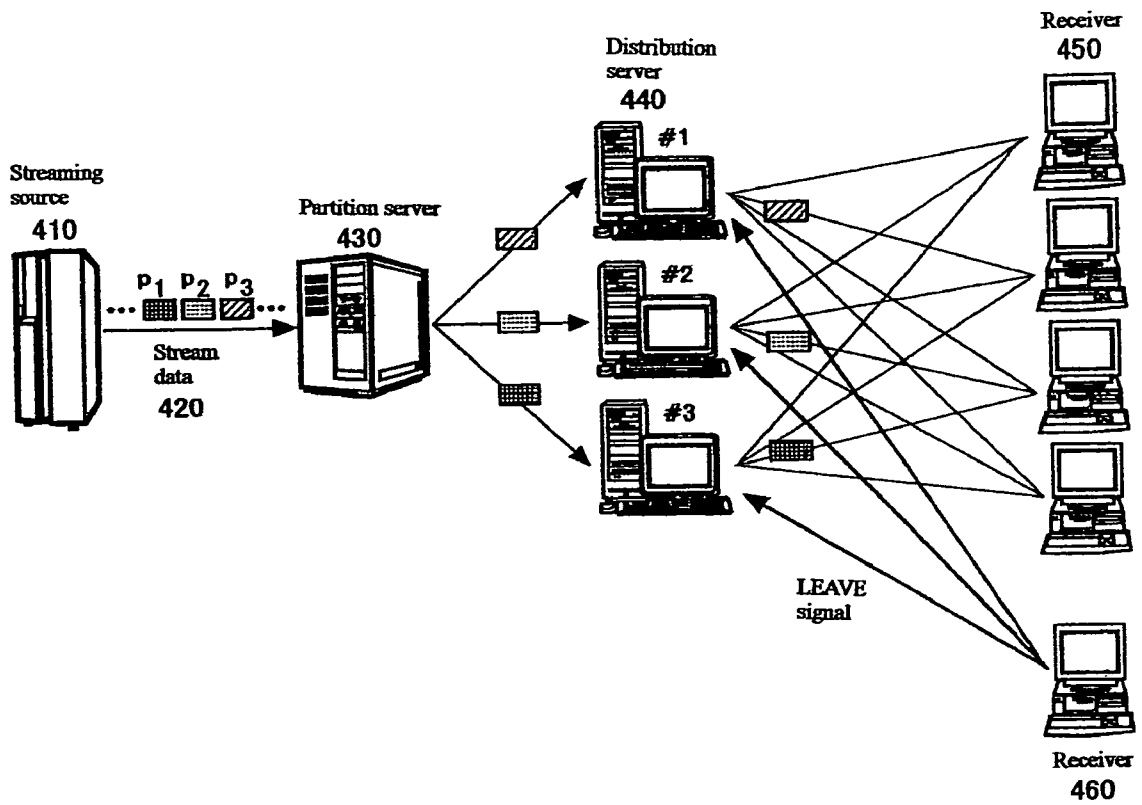 Streaming
source
410
p1 p2 p3
Stream
data
420
Partition server
430
Distribution
server
440
#1
#2
#3
LEAVE
signal
Receiver
450
Receiver
460